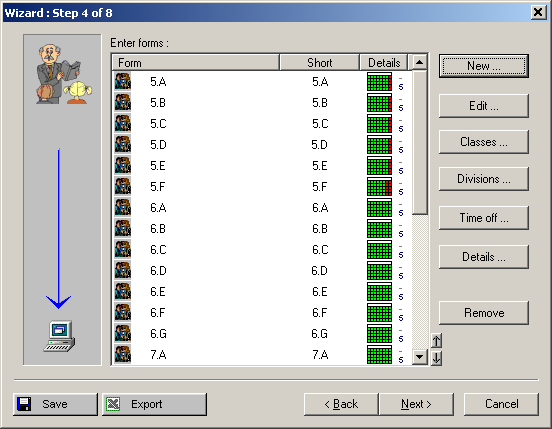 Wizard : Step 4 of 8
Enter forms :
Form Short Details
5.A 5.A - 5
5.B 5.B - 5
5.C 5.C - 5
5.D 5.D - 5
5.E 5.E - 5
5.F 5.F - 5
6.A 6.A - 5
6.B 6.B - 5
6.C 6.C - 5
6.D 6.D - 5
6.E 6.E - 5
6.F 6.F - 5
6.G 6.G - 5
7.A 7.A - 5
New ...
Edit ...
Classes ...
Divisions ...
Time off ...
Details ...
Remove
Save Export < Back Next > Cancel